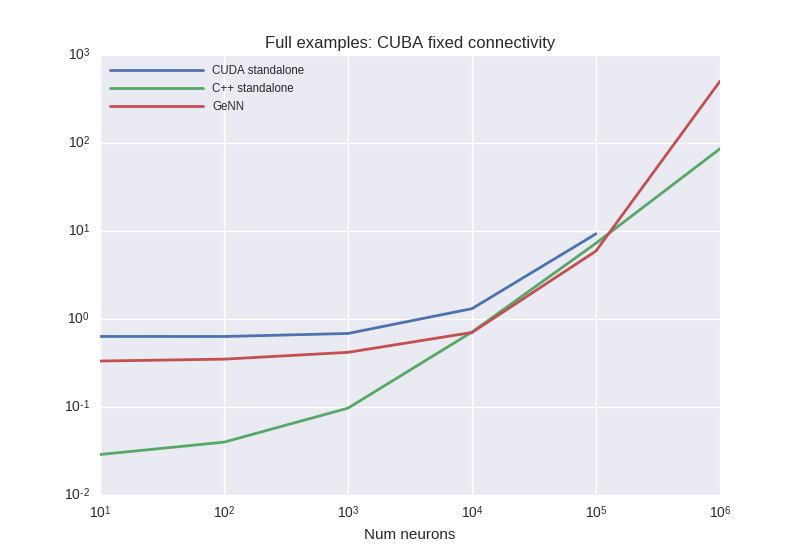 Full examples: CUBA fixed connectivity
CUDA standalone
C++ standalone
GeNN
10³
10²
10¹
10⁰
10⁻¹
10⁻²
10¹ 10² 10³ 10⁴ 10⁵ 10⁶
Num neurons